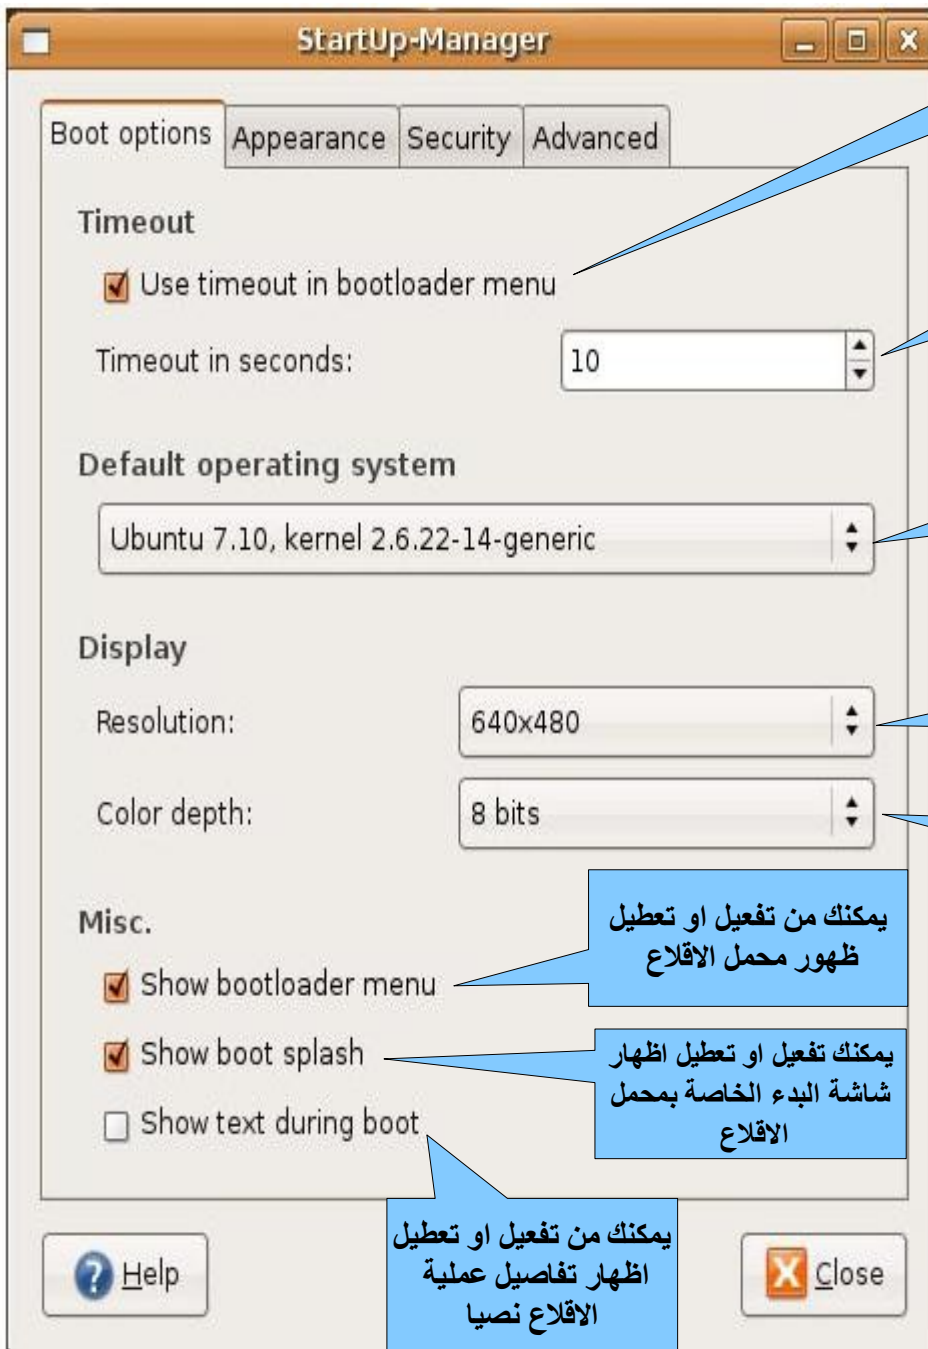 StartUp-Manager
Boot options Appearance Security Advanced
Timeout
Use timeout in bootloader menu
Timeout in seconds: 10
Default operating system
Ubuntu 7.10, kernel 2.6.22-14-generic
Display
Resolution: 640x480
Color depth: 8 bits
Misc.
يمكنك من تفعيل او تعطيل
ظهور محمل الاقلاع
Show bootloader menu
Show boot splash
يمكنك تفعيل او تعطيل اظهار
شاشة البدء الخاصة بمحمل
الاقلاع
Show text during boot
يمكنك من تفعيل او تعطيل
اظهار تفاصيل عملية
الاقلاع نصيا
Help
Close